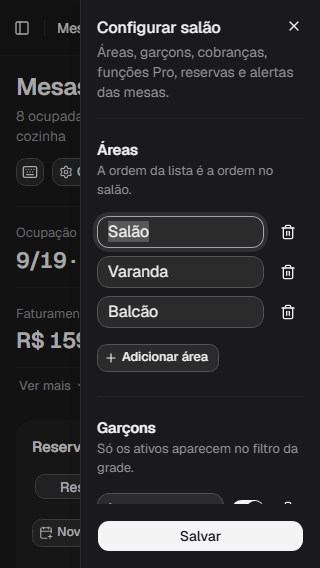 Configurar salão
Áreas, garçons, cobranças,
funções Pro, reservas e alertas
das mesas.
Áreas
A ordem da lista é a ordem no
salão.
Salão
Varanda
Balcão
Adicionar área
Garçons
Só os ativos aparecem no filtro da
grade.
Salvar
Mesas
8 ocupada
cozinha
Ocupação
9/19 ·
Faturamen
R$ 159
Ver mais
Reserv
Res
Nov